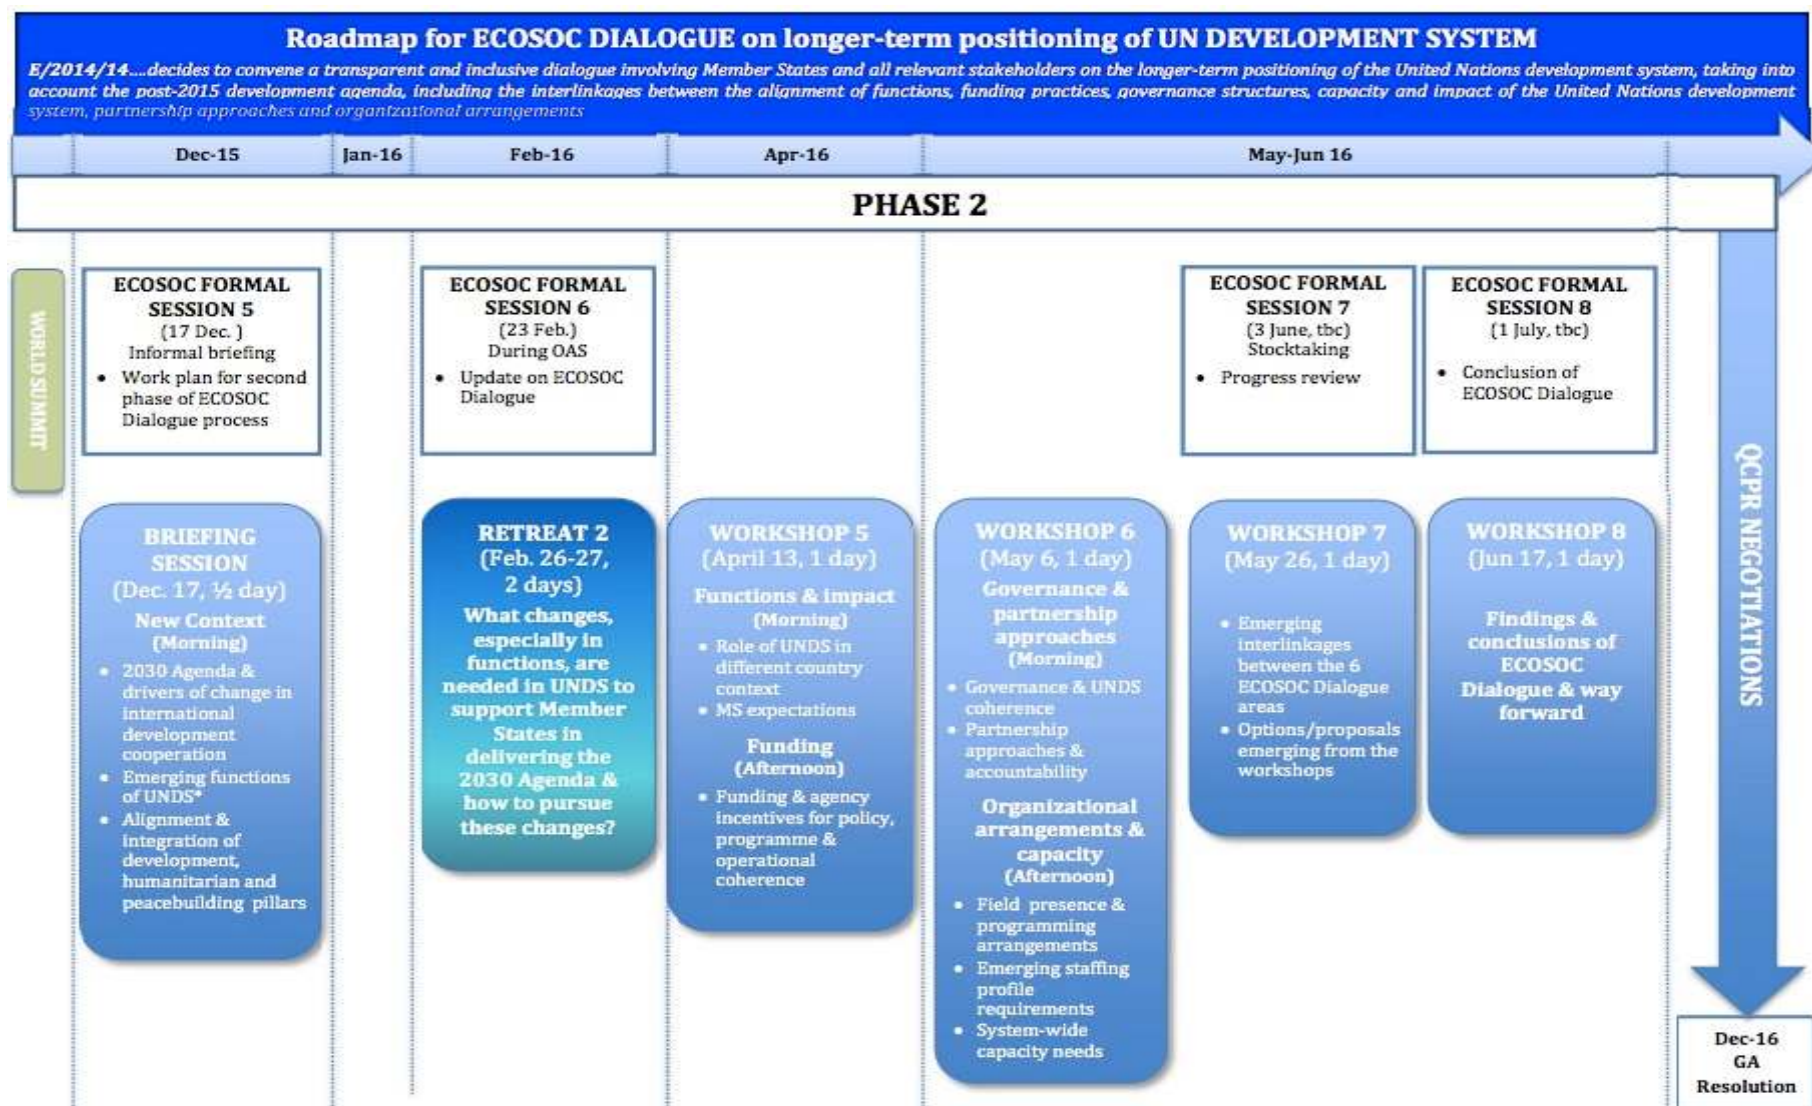 Roadmap for ECOSOC DIALOGUE on longer-term positioning of UN DEVELOPMENT SYSTEM
E/2014/14....decides to convene a transparent and inclusive dialogue involving Member States and all relevant stakeholders on the longer-term positioning of the United Nations development system, taking into
account the post-2015 development agenda, including the interlinkages between the alignment of functions, funding practices, governance structures, capacity and impact of the United Nations development
system, partnership approaches and organizational arrangements
Dec-15
Jan-16
Feb-16
Apr-16
May-Jun 16
PHASE 2
WORLD SUMMIT
ECOSOC FORMAL
SESSION 5
(17 Dec. )
Informal briefing
• Work plan for second
phase of ECOSOC
Dialogue process
ECOSOC FORMAL
SESSION 6
(23 Feb.)
During OAS
• Update on ECOSOC
Dialogue
ECOSOC FORMAL
SESSION 7
(3 June, tbc)
Stocktaking
• Progress review
ECOSOC FORMAL
SESSION 8
(1 July, tbc)
• Conclusion of
ECOSOC Dialogue
BRIEFING
SESSION
(Dec. 17, ½ day)
New Context
(Morning)
• 2030 Agenda &
drivers of change in
international
development
cooperation
• Emerging functions
of UNDS*
• Alignment &
integration of
development,
humanitarian and
peacebuilding pillars
RETREAT 2
(Feb. 26-27,
2 days)
What changes,
especially in
functions, are
needed in UNDS to
support Member
States in
delivering the
2030 Agenda &
how to pursue
these changes?
WORKSHOP 5
(April 13, 1 day)
Functions & impact
(Morning)
• Role of UNDS in
different country
context
• MS expectations
Funding
(Afternoon)
• Funding & agency
incentives for policy,
programme &
operational
coherence
WORKSHOP 6
(May 6, 1 day)
Governance &
partnership
approaches
(Morning)
• Governance & UNDS
coherence
• Partnership
approaches &
accountability
Organizational
arrangements &
capacity
(Afternoon)
• Field presence &
programming
arrangements
• Emerging staffing
profile
requirements
• System-wide
capacity needs
WORKSHOP 7
(May 26, 1 day)
• Emerging
interlinkages
between the 6
ECOSOC Dialogue
areas
• Options/proposals
emerging from the
workshops
WORKSHOP 8
(Jun 17, 1 day)
Findings &
conclusions of
ECOSOC
Dialogue & way
forward
QCPR NEGOTIATIONS
Dec-16
GA
Resolution